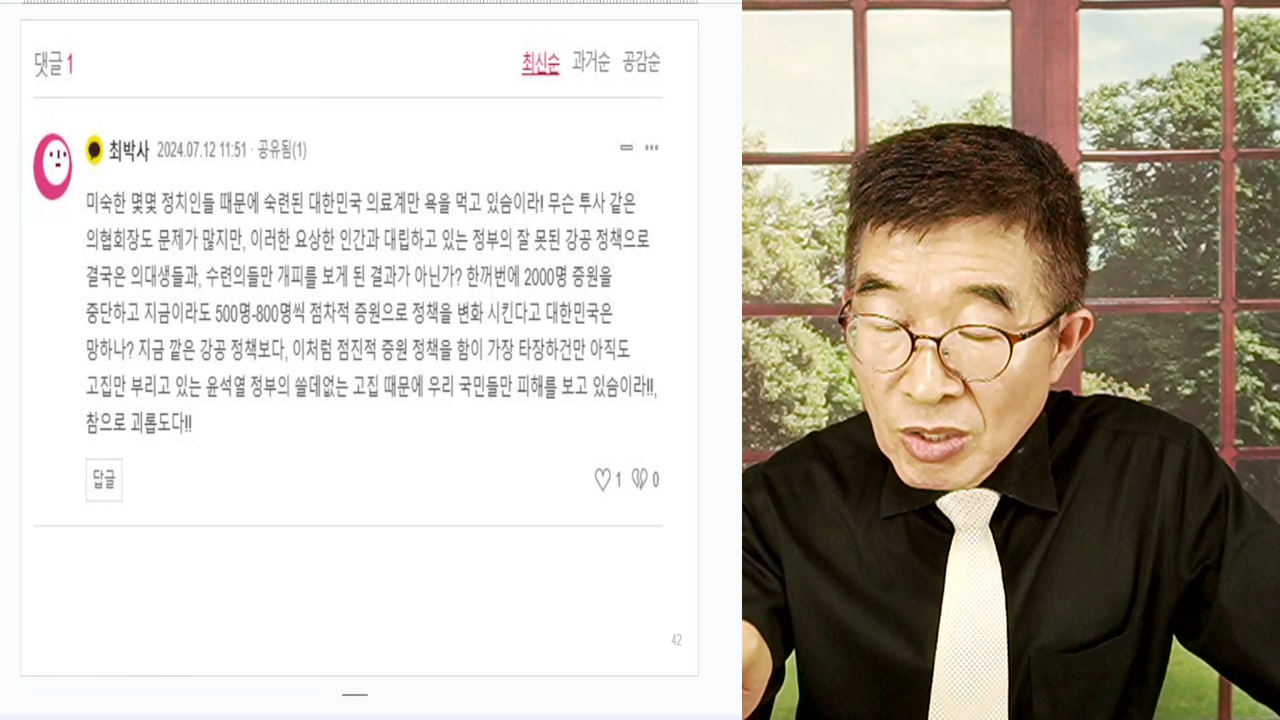 댓글 1
최신순 과거순 공감순
최박사 2024.07.12 11:51 · 공유됨(1)
미숙한 몇몇 정치인들 때문에 숙련된 대한민국 의료계만 욕을 먹고 있슴이라! 무슨 투사 같은
의협회장도 문제가 많지만, 이러한 요상한 인간과 대립하고 있는 정부의 잘 못된 강공 정책으로
결국은 의대생들과, 수련의들만 개피를 보게 된 결과가 아닌가? 한꺼번에 2000명 증원을
중단하고 지금이라도 500명-800명씩 점차적 증원으로 정책을 변화 시킨다고 대한민국은
망하나? 지금 깥은 강공 정책보다, 이처럼 점진적 증원 정책을 함이 가장 타장하건만 아직도
고집만 부리고 있는 윤석열 정부의 쓸데없는 고집 때문에 우리 국민들만 피해를 보고 있슴이라!!,
참으로 괴롭도다!!
답글
1 0
42